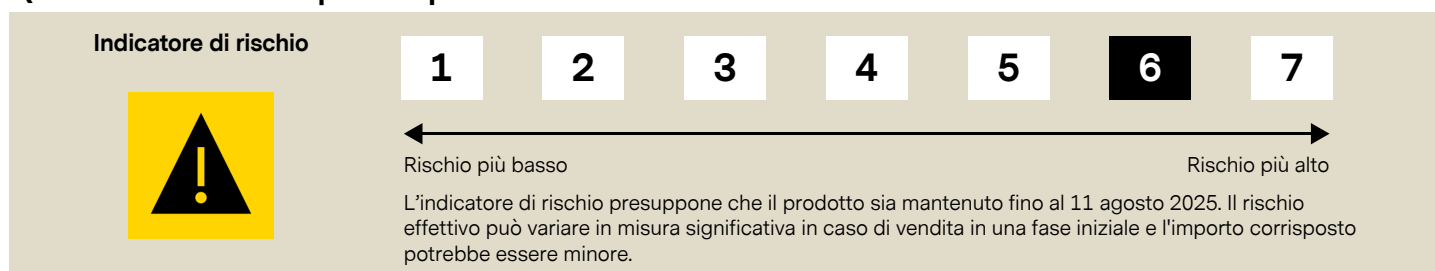 Indicatore di rischio
1 2 3 4 5 6 7
Rischio più basso Rischio più alto
L'indicatore di rischio presuppone che il prodotto sia mantenuto fino al 11 agosto 2025. Il rischio
effettivo può variare in misura significativa in caso di vendita in una fase iniziale e l'importo corrisposto
potrebbe essere minore.